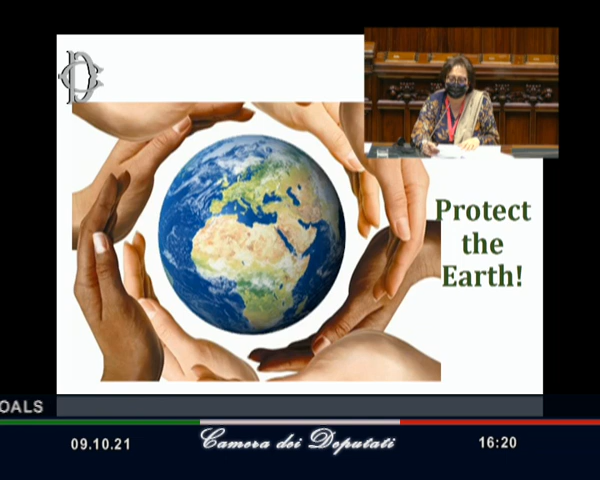 Protect
the
Earth!
OALS
09.10.21
Camera dei Deputati
16:20